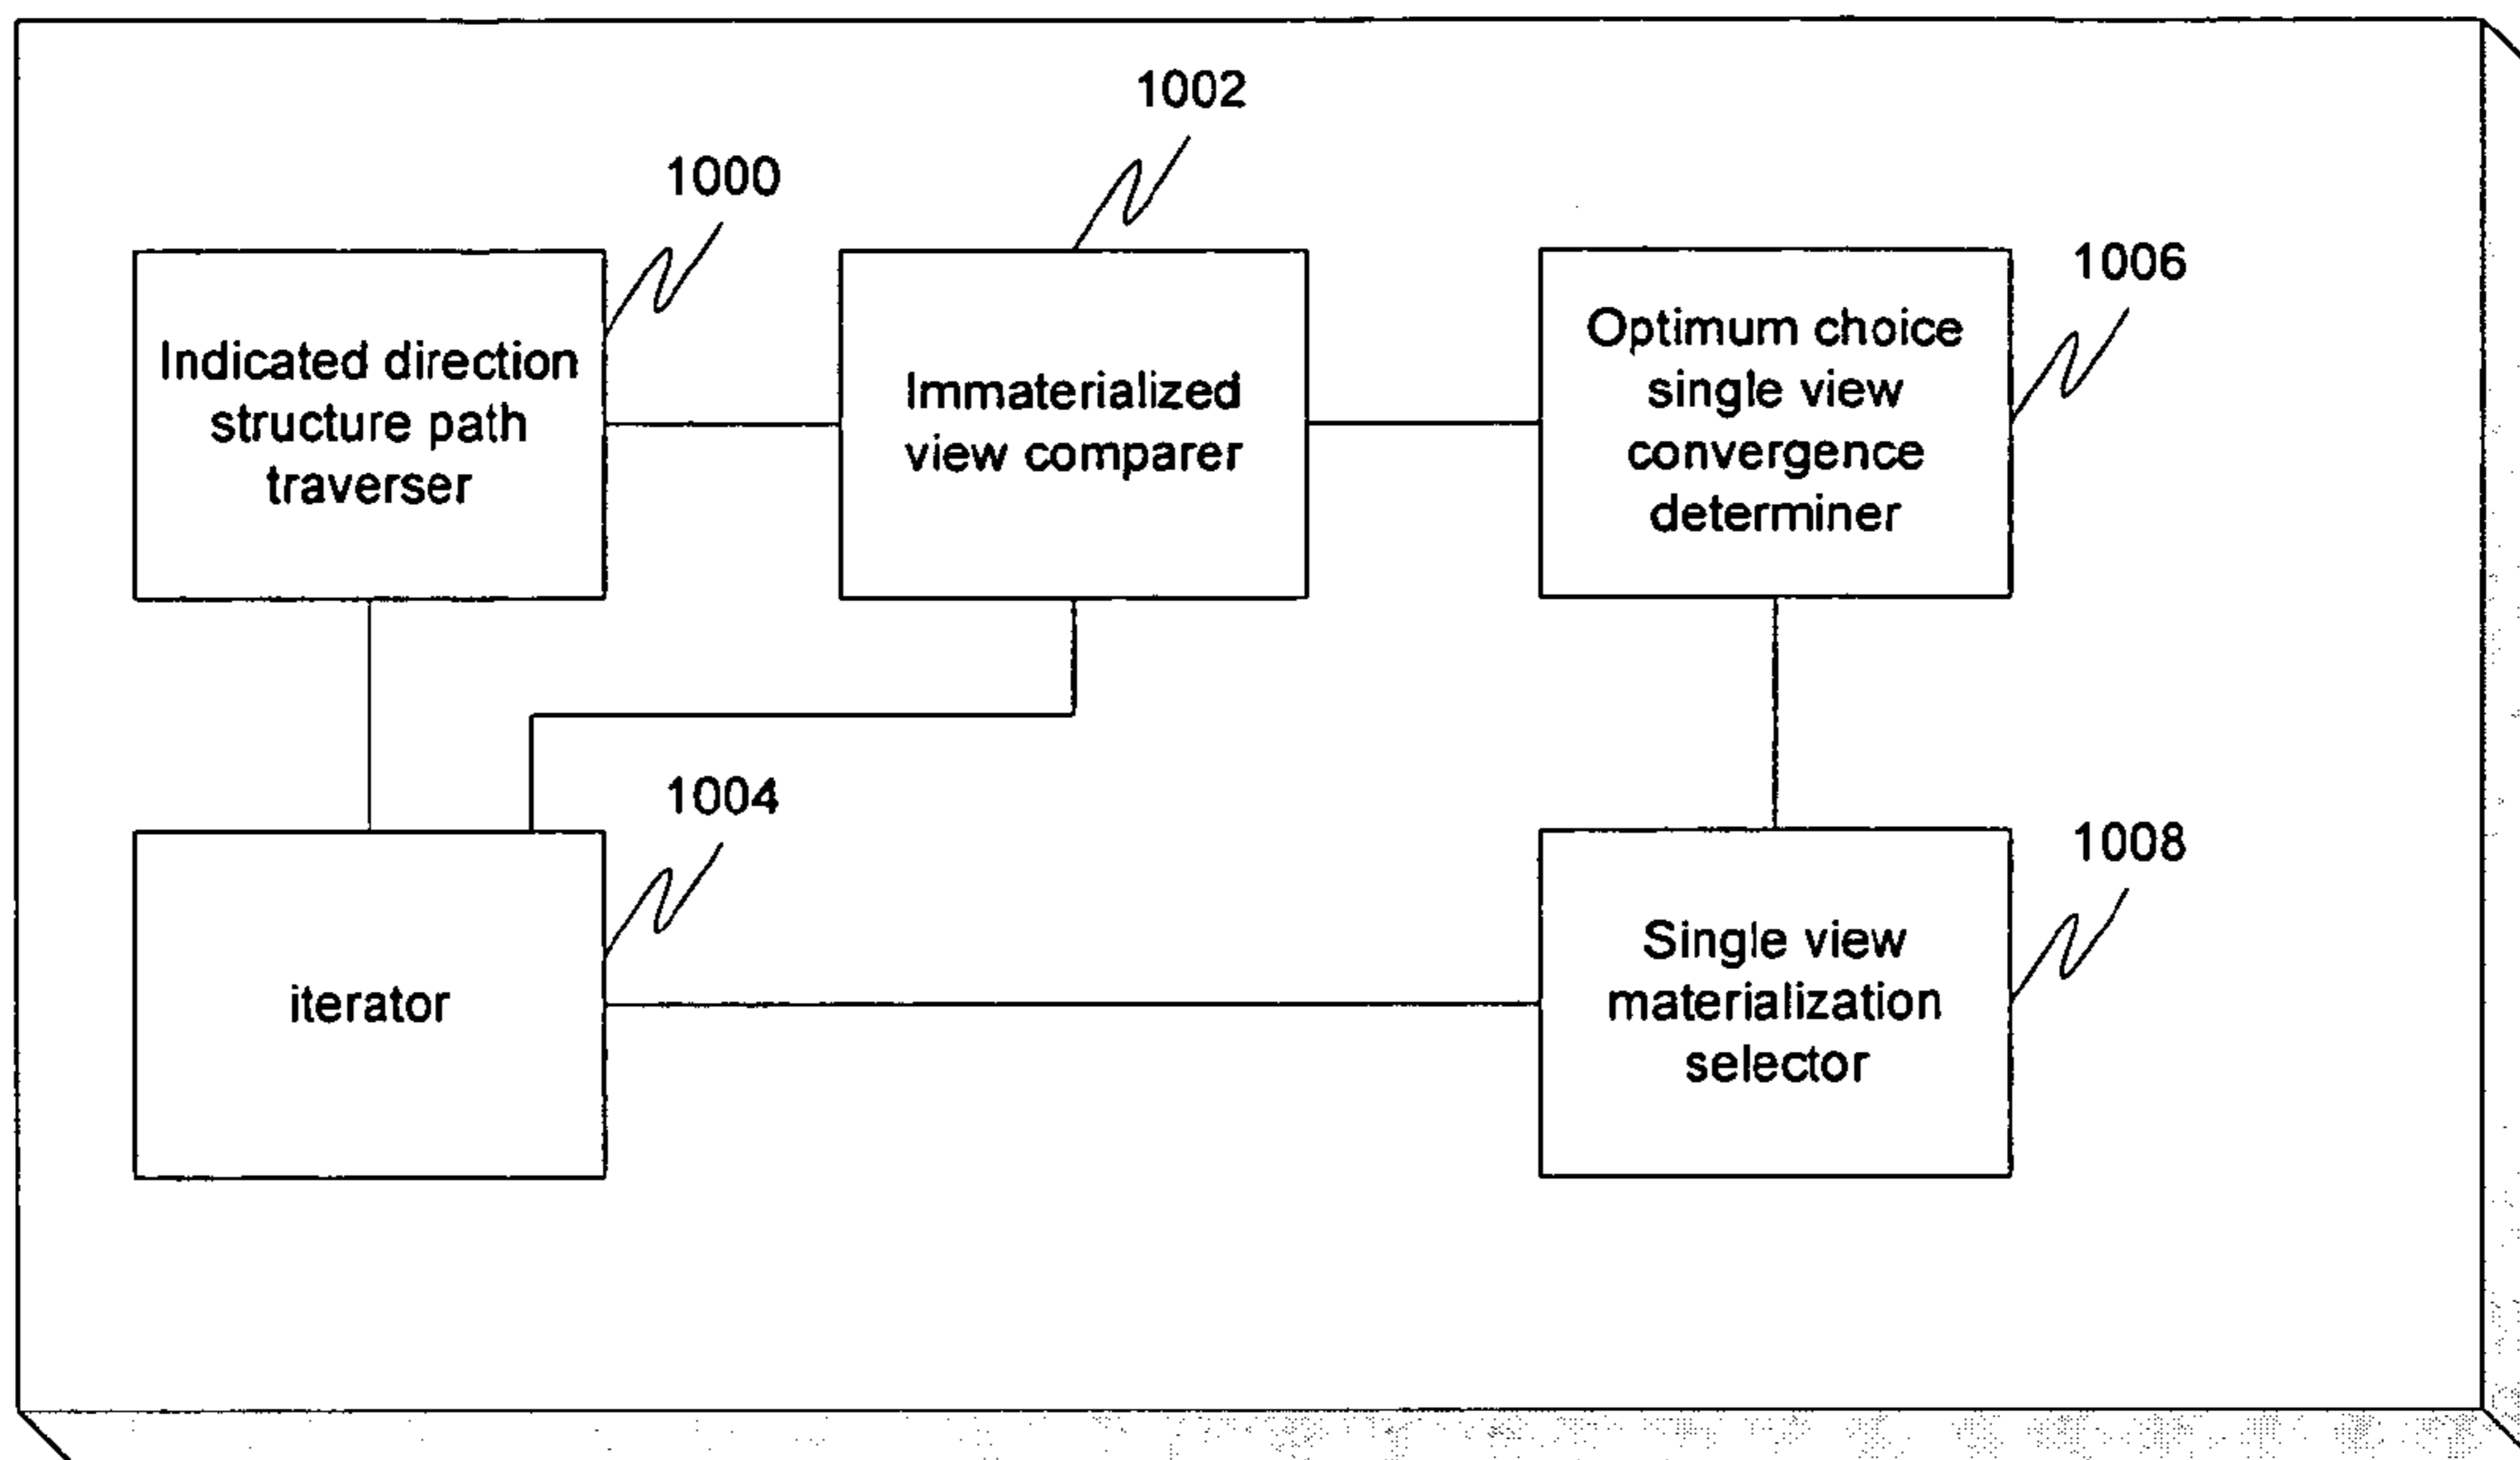 1002
1000
1006
Indicated direction
structure path
traverser
Immaterialized
view comparer
Optimum choice
single view
convergence
determiner
1004
1008
iterator
Single view
materialization
selector